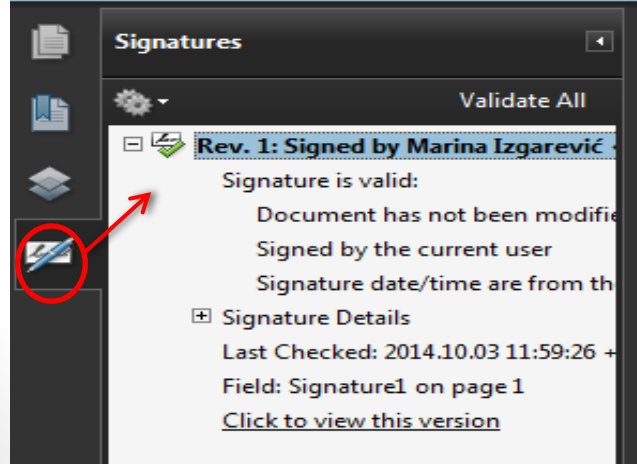 Signatures
Validate All
Rev. 1: Signed by Marina Izgarević
Signature is valid:
Document has not been modifie
Signed by the current user
Signature date/time are from th
Signature Details
Last Checked: 2014.10.03 11:59:26 +
Field: Signature1 on page 1
Click to view this version